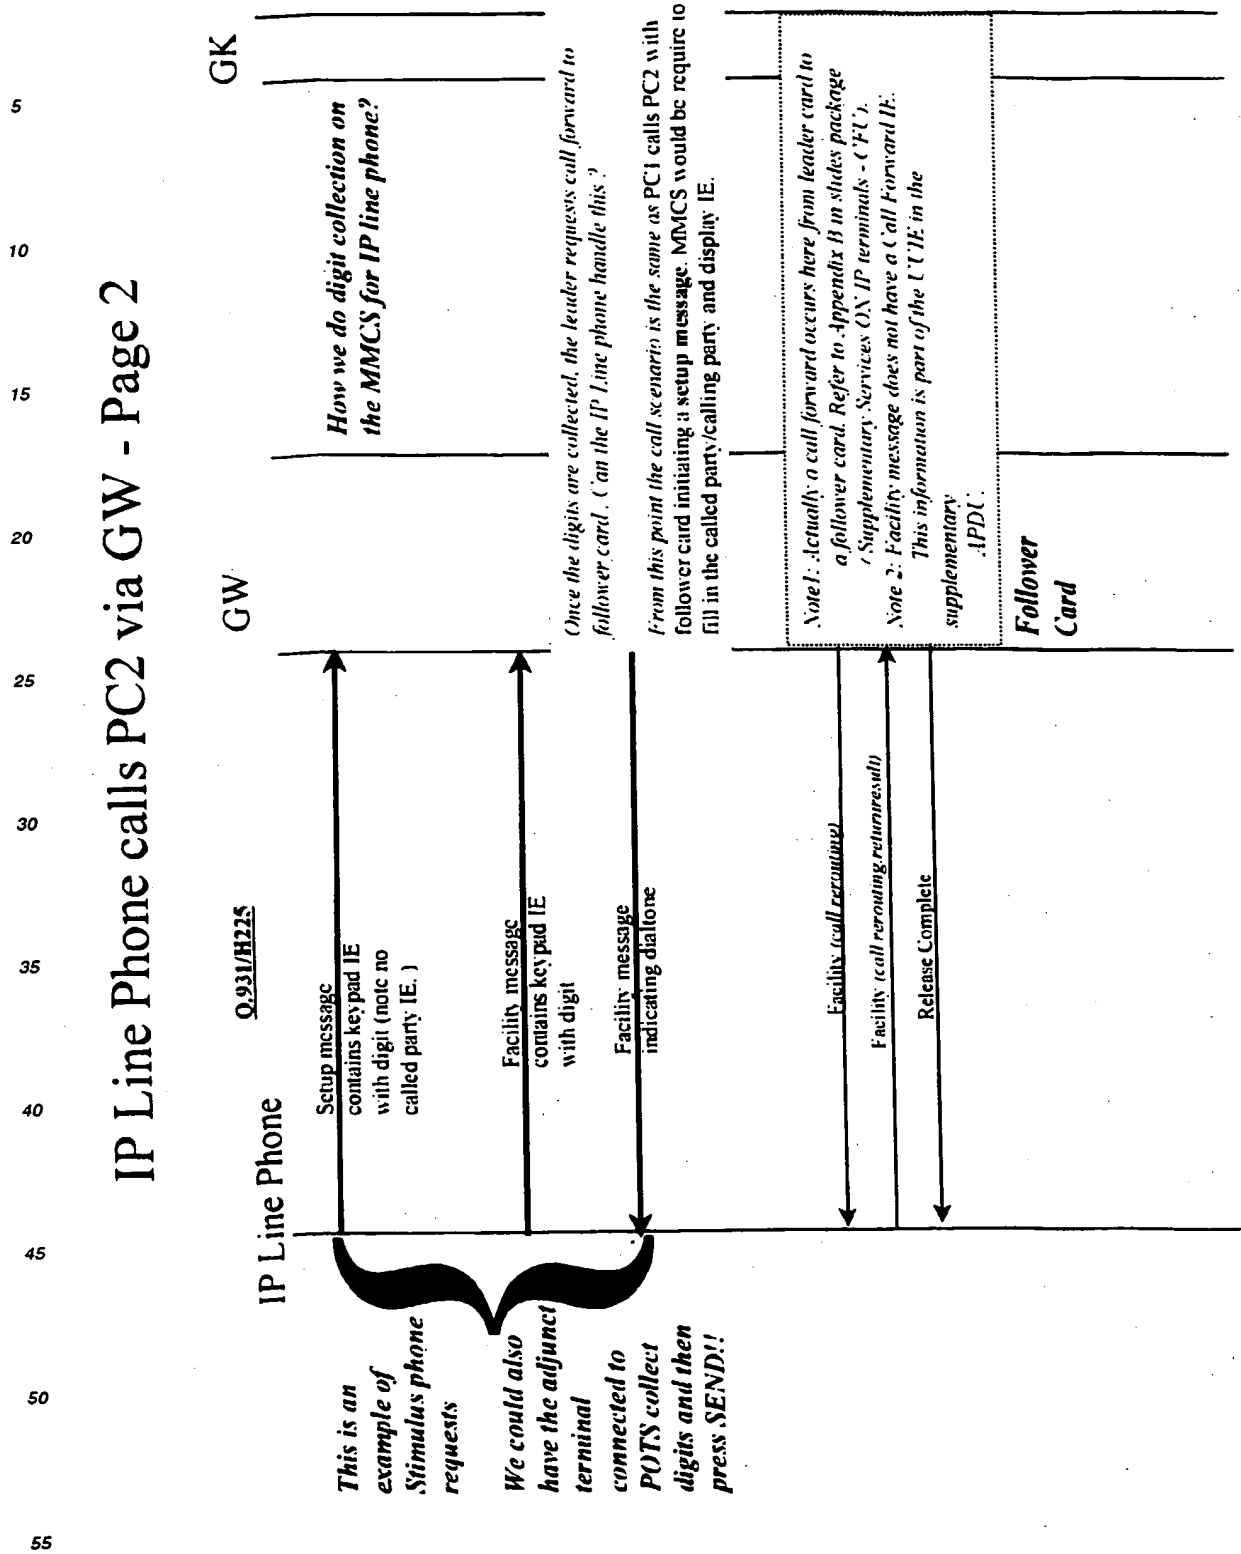 IP Line Phone calls PC2 via GW - Page 2
IP Line Phone
Q.931/H225
GW
GK
This is an
example of
Stimulus phone
requests
We could also
have the adjunct
terminal
connected to
POTS collect
digits and then
press SEND!!
Setup message
contains keypad IE
with digit (note no
called party IE. )
Facility message
contains keypad IE
with digit
Facility message
indicating dialtone
Facility (call rerouting)
Facility (call rerouting.returnresult)
Release Complete
How we do digit collection on
the MMCS for IP line phone?
Once the digits are collected, the leader requests call forward to
follower card. Can the IP Line phone handle this ?
From this point the call scenario is the same as PC1 calls PC2 with
follower card initiating a setup message. MMCS would be require to
fill in the called party/calling party and display IE.
Note1: Actually a call forward occurs here from leader card to
a follower card. Refer to Appendix B in slides package
( Supplementary Services ON IP terminals - CFU).
Note 2: Facility message does not have a Call Forward IE.
This information is part of the UUIE in the
supplementary
APDU.
Follower
Card
5
10
15
20
25
30
35
40
45
50
55